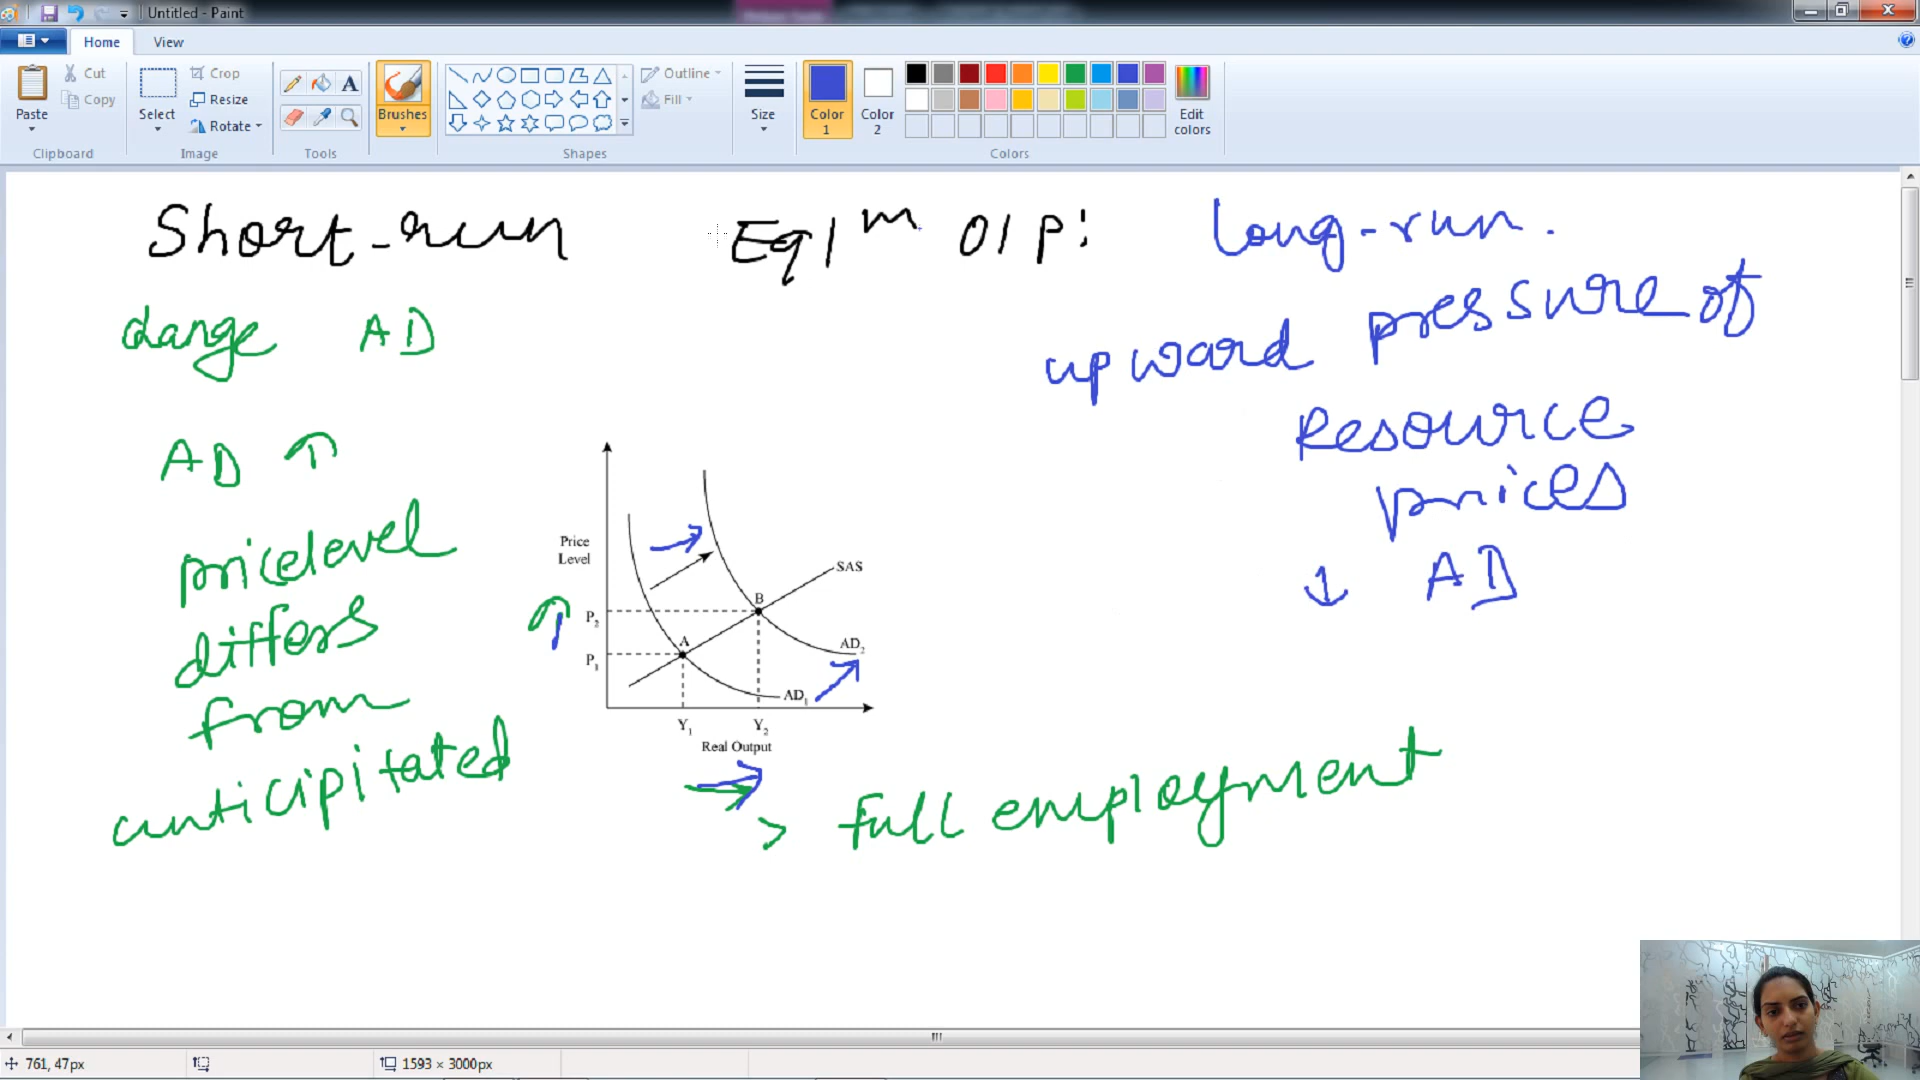 Untitled - Paint
Home View
Paste
Cut
Copy
Clipboard
Select
Crop
Resize
Rotate
Image
A
Tools
Brushes
Shapes
Outline
Fill
Size
Color 1
Color 2
Edit colors
Colors
Short-run Eqlm O/P: long-run.
AD
upward pressure of
Resource
prices
↓ AD
AD ↑
pricelevel
differs
from
anticipitated
Price
Level
SAS
B
P2
A
P1
AD2
AD1
Y1 Y2
Real Output
> Full employment
761, 47px
1593 × 3000px